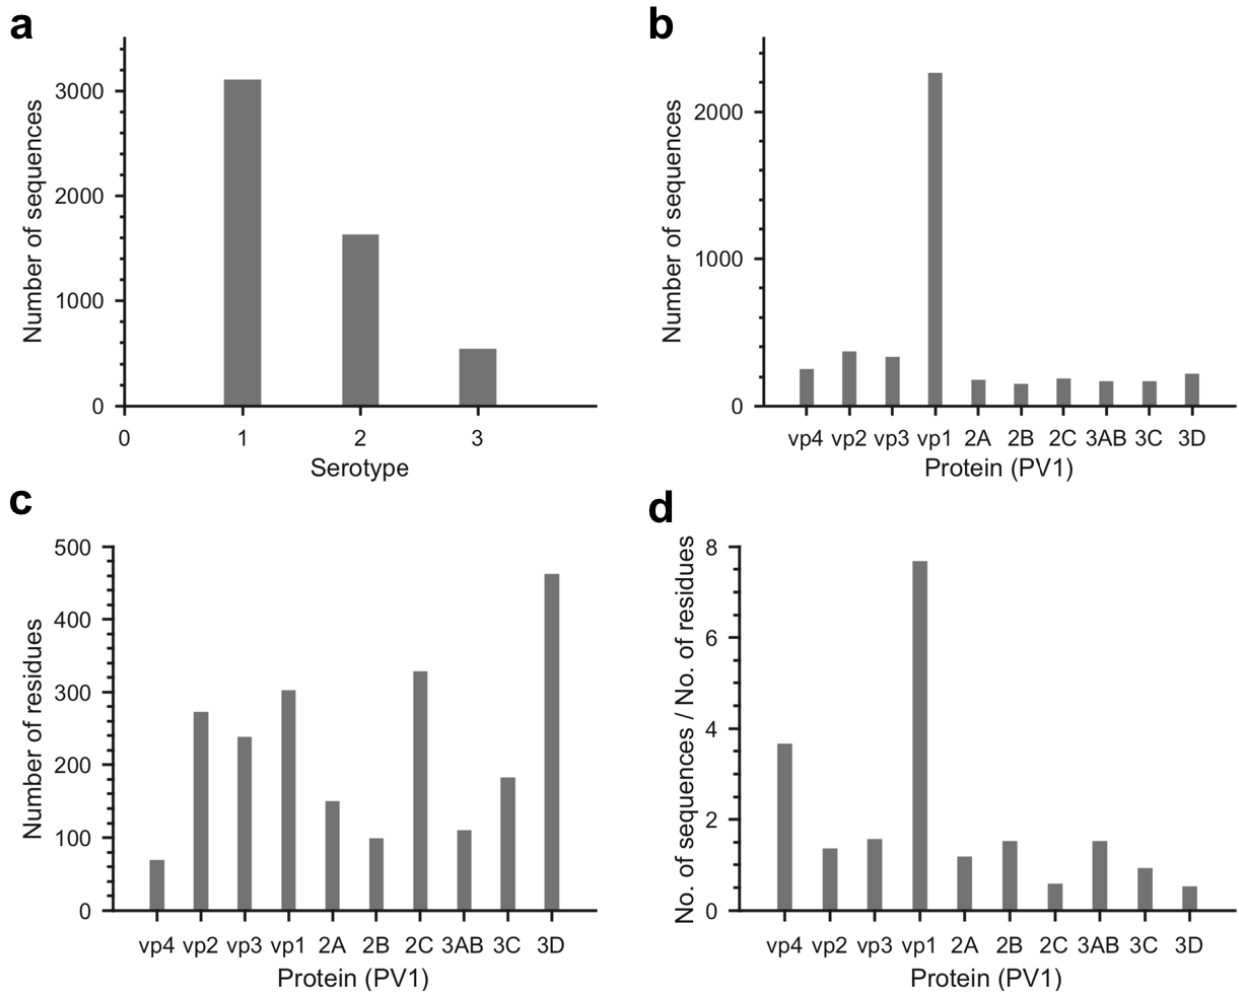 a
Number of sequences
3000
2000
1000
0
0 1 2 3
Serotype
b
Number of sequences
2000
1000
0
vp4 vp2 vp3 vp1 2A 2B 2C 3AB 3C 3D
Protein (PV1)
c
Number of residues
500
400
300
200
100
0
vp4 vp2 vp3 vp1 2A 2B 2C 3AB 3C 3D
Protein (PV1)
d
No. of sequences / No. of residues
8
6
4
2
0
vp4 vp2 vp3 vp1 2A 2B 2C 3AB 3C 3D
Protein (PV1)